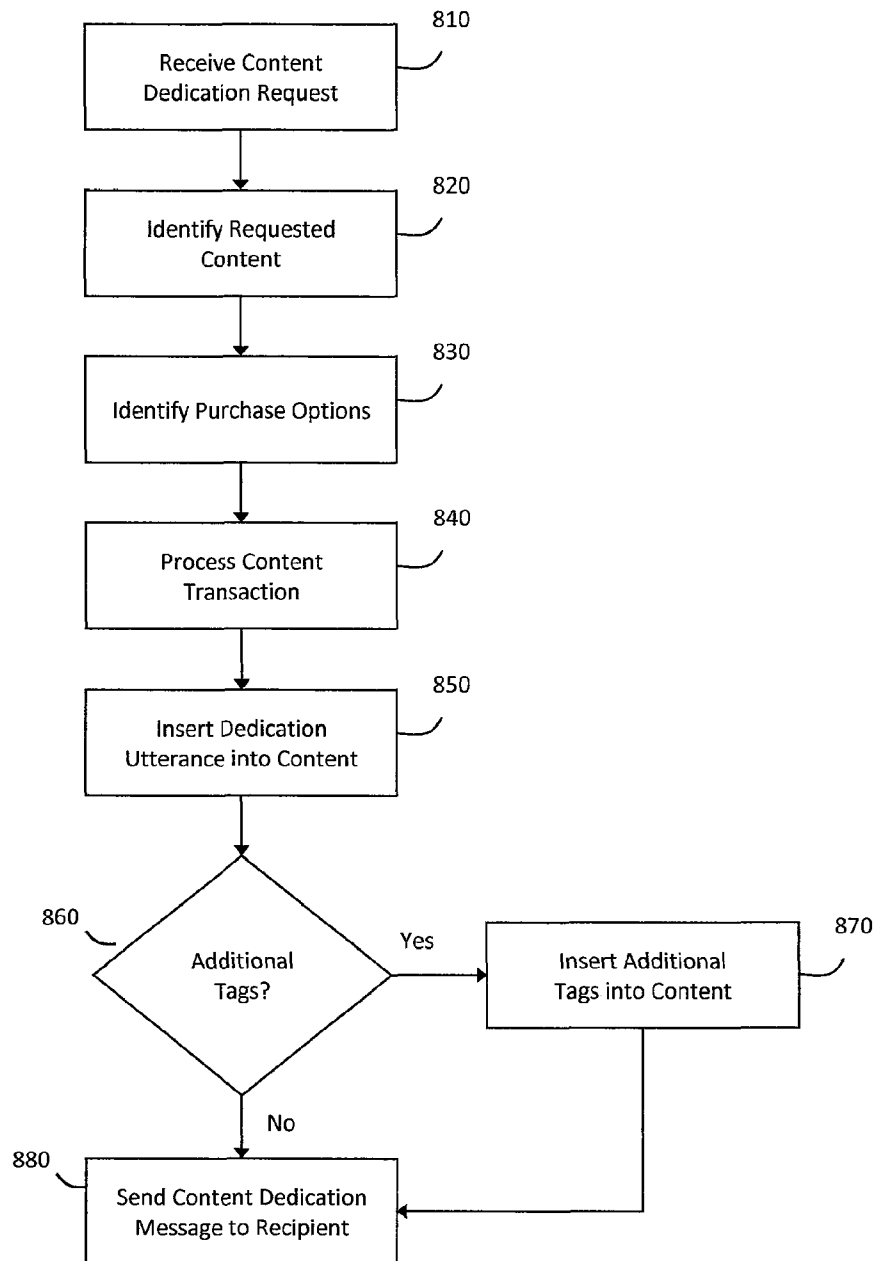 810
Receive Content
Dedication Request
820
Identify Requested
Content
830
Identify Purchase Options
840
Process Content
Transaction
850
Insert Dedication
Utterance into Content
860
Additional
Tags?
Yes
870
Insert Additional
Tags into Content
No
880
Send Content Dedication
Message to Recipient